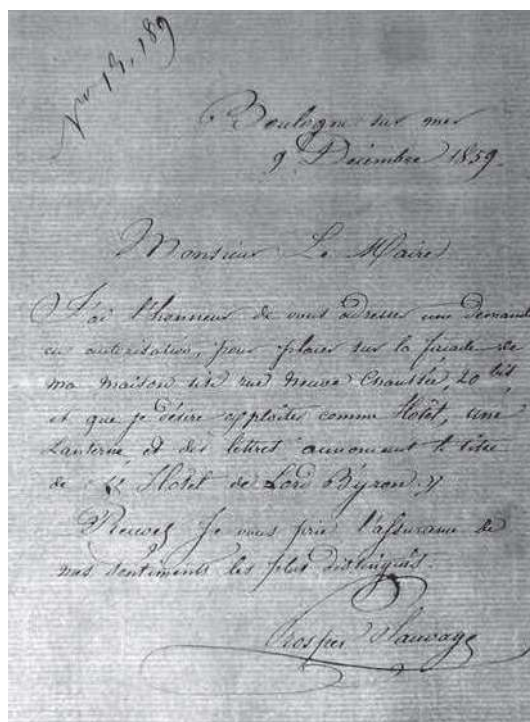 No 13,189
Boulogne sur mer
9 Décembre 1859.
Monsieur Le Maire
J'ai l'honneur de vous adresser une demande
en autorisation, pour placer sur la façade de
ma maison sise rue Neuve Chaussée, 20 bis
et que je désire exploiter comme Hotêl, une
Lanterne et des lettres annoncant le titre
de « Hotel de Lord Byron »
Recevez je vous prie l'assurance de
mes sentiments les plus distingués.
Prosper Sauvage